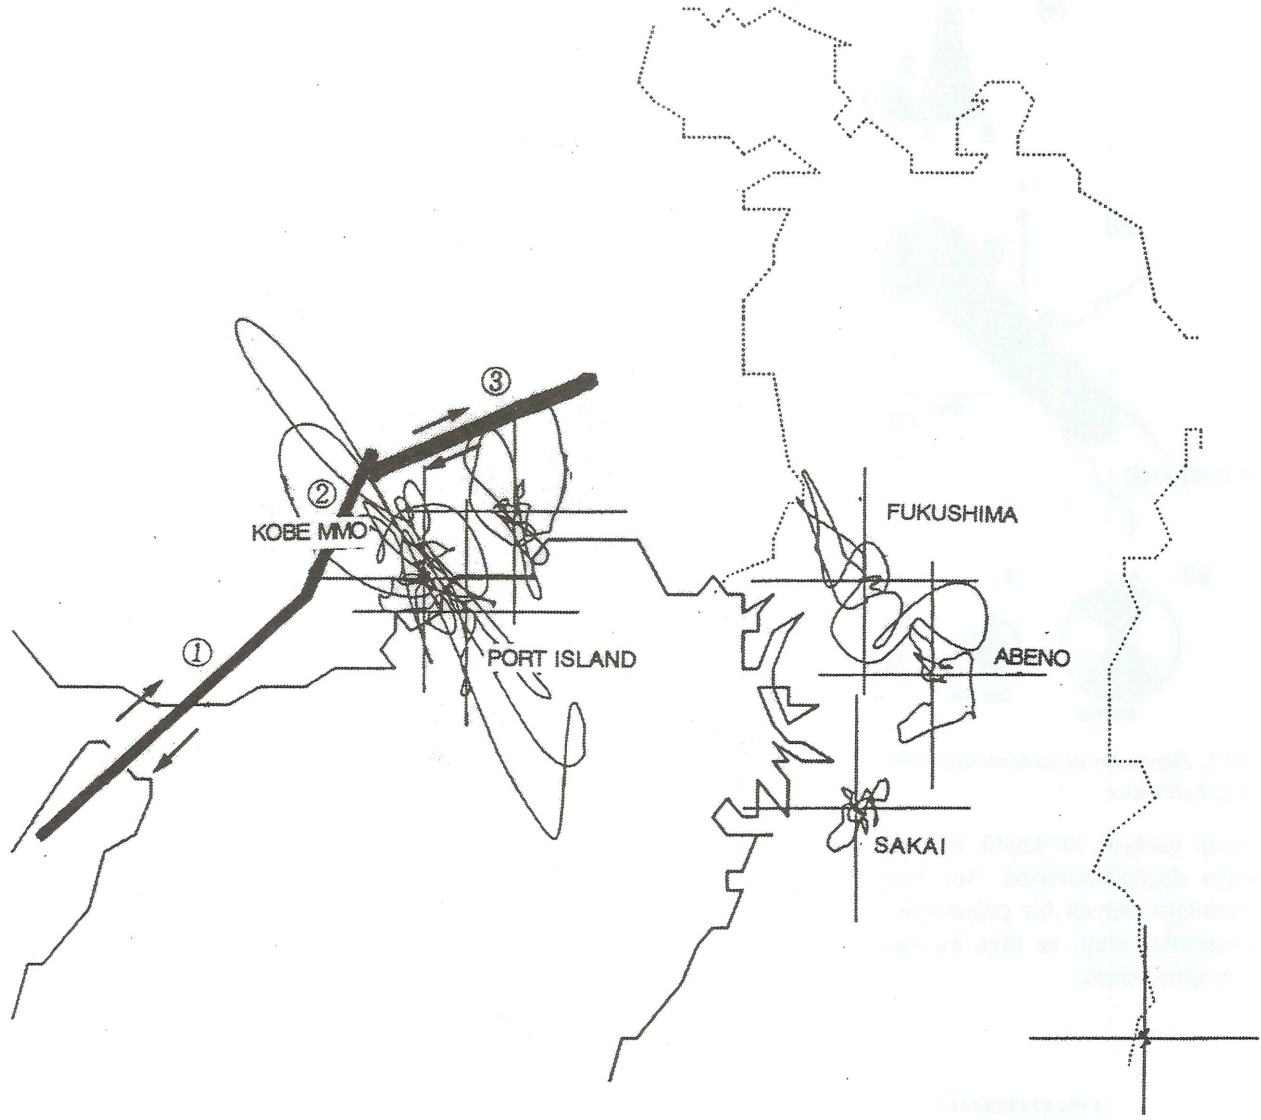 ③
②
KOBE MMO
FUKUSHIMA
①
PORT ISLAND
ABENO
SAKAI